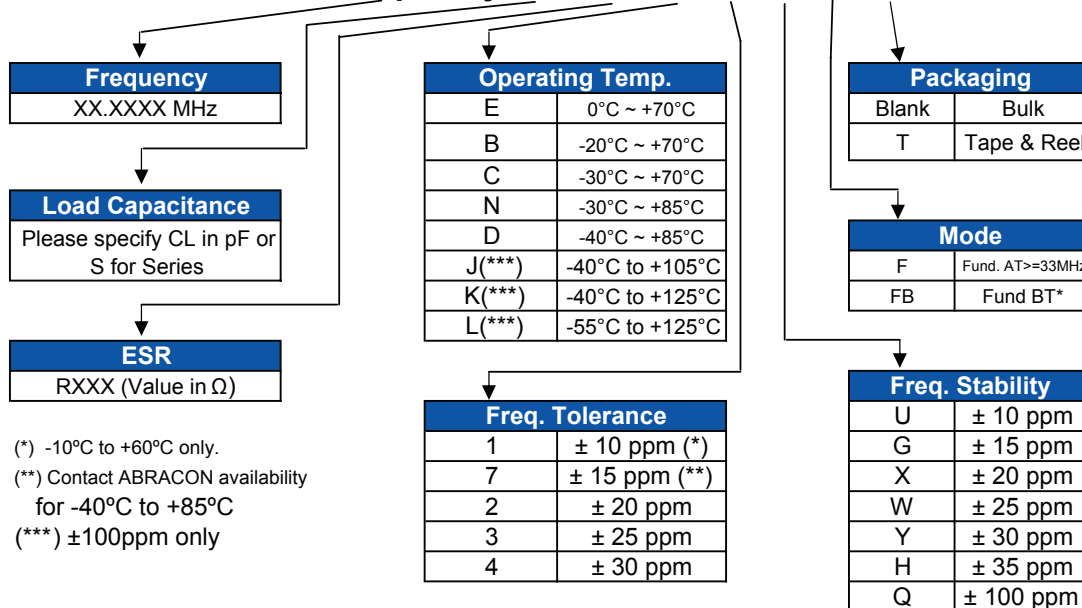 Frequency
XX.XXXX MHz
Load Capacitance
Please specify CL in pF or
S for Series
ESR
RXXX (Value in Ω)
(*) -10ºC to +60ºC only.
(**) Contact ABRACON availability
for -40ºC to +85ºC
(***) ±100ppm only
Operating Temp.
E 0°C ~ +70°C
B -20°C ~ +70°C
C -30°C ~ +70°C
N -30°C ~ +85°C
D -40°C ~ +85°C
J(***) -40°C to +105°C
K(***) -40°C to +125°C
L(***) -55°C to +125°C
Freq. Tolerance
1 ± 10 ppm (*)
7 ± 15 ppm (**)
2 ± 20 ppm
3 ± 25 ppm
4 ± 30 ppm
Packaging
Blank Bulk
T Tape & Reel
Mode
F Fund. AT>=33MHz
FB Fund BT*
Freq. Stability
U ± 10 ppm
G ± 15 ppm
X ± 20 ppm
W ± 25 ppm
Y ± 30 ppm
H ± 35 ppm
Q ± 100 ppm